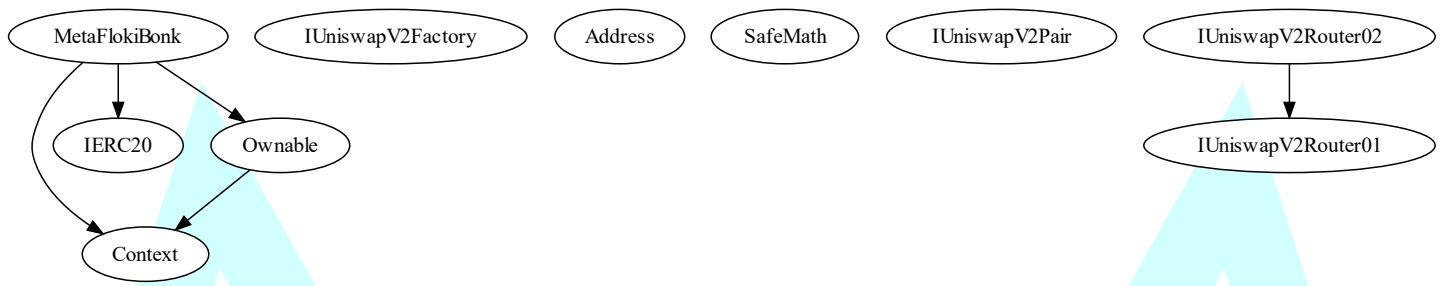 MetaFlokiBonk
IUniswapV2Factory
Address
SafeMath
IUniswapV2Pair
IUniswapV2Router02
IERC20
Ownable
IUniswapV2Router01
Context